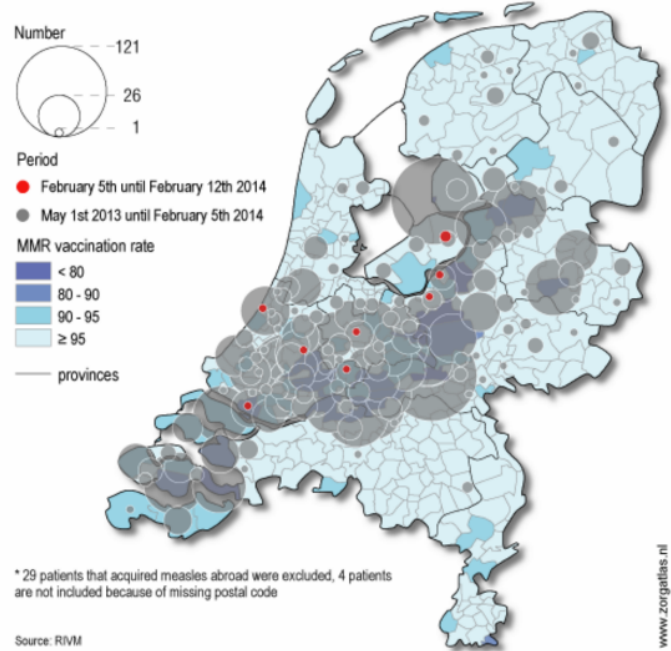 Number
121
26
1
Period
February 5th until February 12th 2014
May 1st 2013 until February 5th 2014
MMR vaccination rate
< 80
80 - 90
90 - 95
≥ 95
provinces
* 29 patients that acquired measles abroad were excluded, 4 patients
are not included because of missing postal code
Source: RIVM
www.zorgatlas.nl